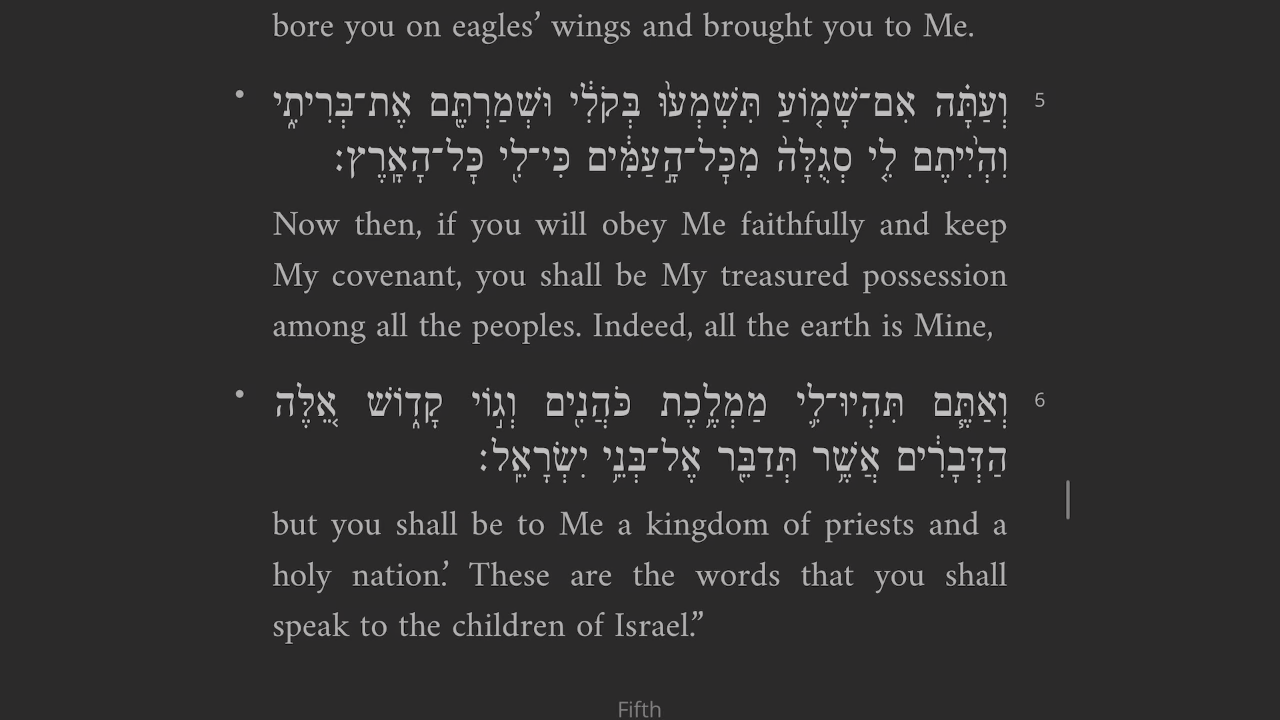 bore you on eagles’ wings and brought you to Me.
5
וְעַתָּ֗ה אִם־שָׁמ֤וֹעַ תִּשְׁמְעוּ֙ בְּקֹלִ֔י וּשְׁמַרְתֶּ֖ם אֶת־בְּרִיתִ֑י
וִהְיִ֨יתֶם לִ֤י סְגֻלָּה֙ מִכָּל־הָ֣עַמִּ֔ים כִּי־לִ֖י כָּל־הָאָֽרֶץ׃
Now then, if you will obey Me faithfully and keep
My covenant, you shall be My treasured possession
among all the peoples. Indeed, all the earth is Mine,
6
וְאַתֶּ֧ם תִּהְיוּ־לִ֛י מַמְלֶ֥כֶת כֹּהֲנִ֖ים וְג֣וֹי קָד֑וֹשׁ אֵ֚לֶּה
הַדְּבָרִ֔ים אֲשֶׁ֥ר תְּדַבֵּ֖ר אֶל־בְּנֵ֥י יִשְׂרָאֵֽל׃
but you shall be to Me a kingdom of priests and a
holy nation.’ These are the words that you shall
speak to the children of Israel.”
Fifth